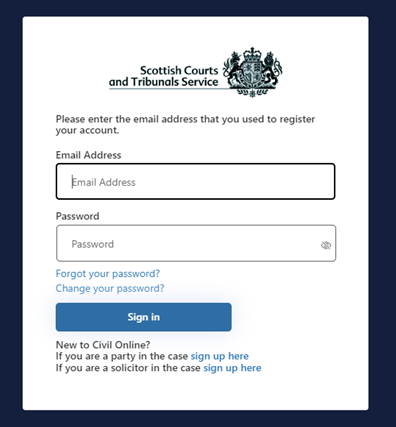 Scottish Courts
and Tribunals Service
Please enter the email address that you used to register
your account.
Email Address
Email Address
Password
Password
Forgot your password?
Change your password?
Sign in
New to Civil Online?
If you are a party in the case sign up here
If you are a solicitor in the case sign up here